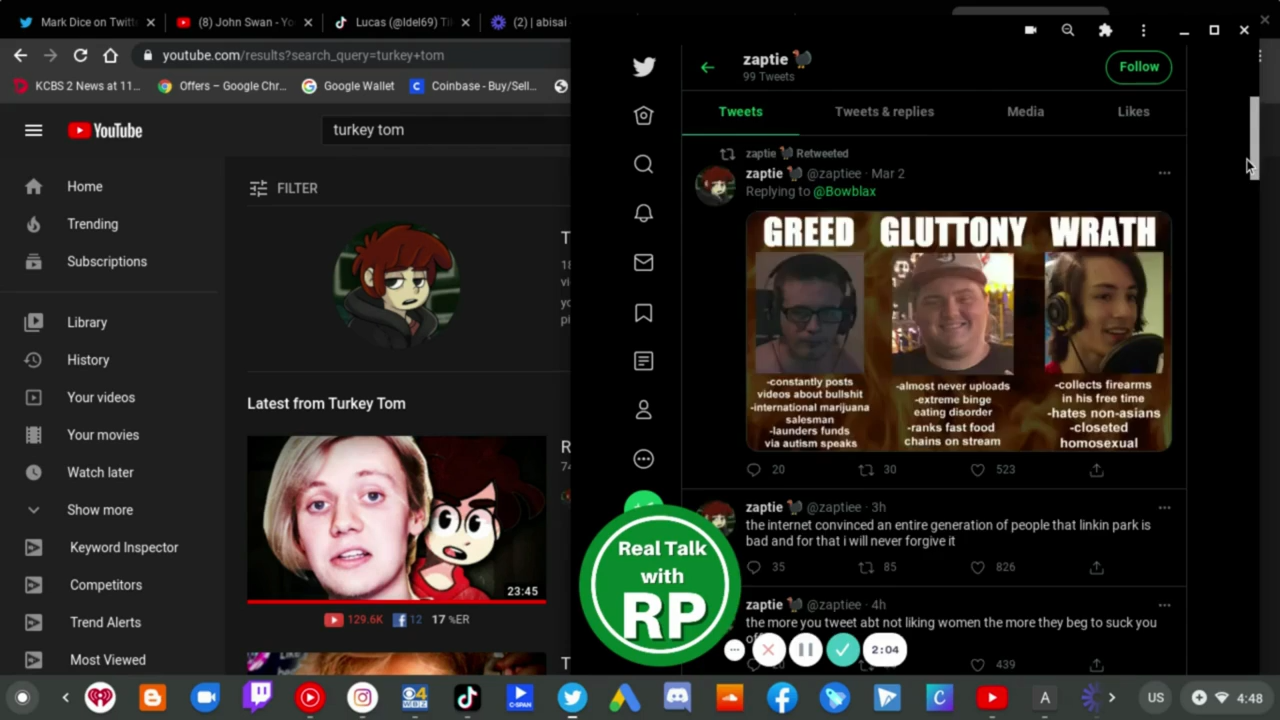 Mark Dice on Twitt
(8) John Swan - Yo
Lucas (@Idel69) Ti
(2) | abisai
youtube.com/results?search_query=turkey+tom
KCBS 2 News at 11...
Offers – Google Chr...
Google Wallet
Coinbase - Buy/Sell...
YouTube
turkey tom
Home
Trending
Subscriptions
Library
History
Your videos
Your movies
Watch later
Show more
Keyword Inspector
Competitors
Trend Alerts
Most Viewed
FILTER
Latest from Turkey Tom
23:45
129.6K
12
17 %ER
zaptie
99 Tweets
Follow
Tweets
Tweets & replies
Media
Likes
zaptie Retweeted
zaptie @zaptiee · Mar 2
Replying to @Bowblax
GREED GLUTTONY WRATH
-constantly posts
videos about bullshit
-international marijuana
salesman
-launders funds
via autism speaks
-almost never uploads
-extreme binge
eating disorder
-ranks fast food
chains on stream
-collects firearms
in his free time
-hates non-asians
-closeted
homosexual
20
30
523
zaptie @zaptiee · 3h
the internet convinced an entire generation of people that linkin park is
bad and for that i will never forgive it
35
85
826
zaptie @zaptiee · 4h
the more you tweet abt not liking women the more they beg to suck you
439
Real Talk
with
RP
2:04
US
4:48